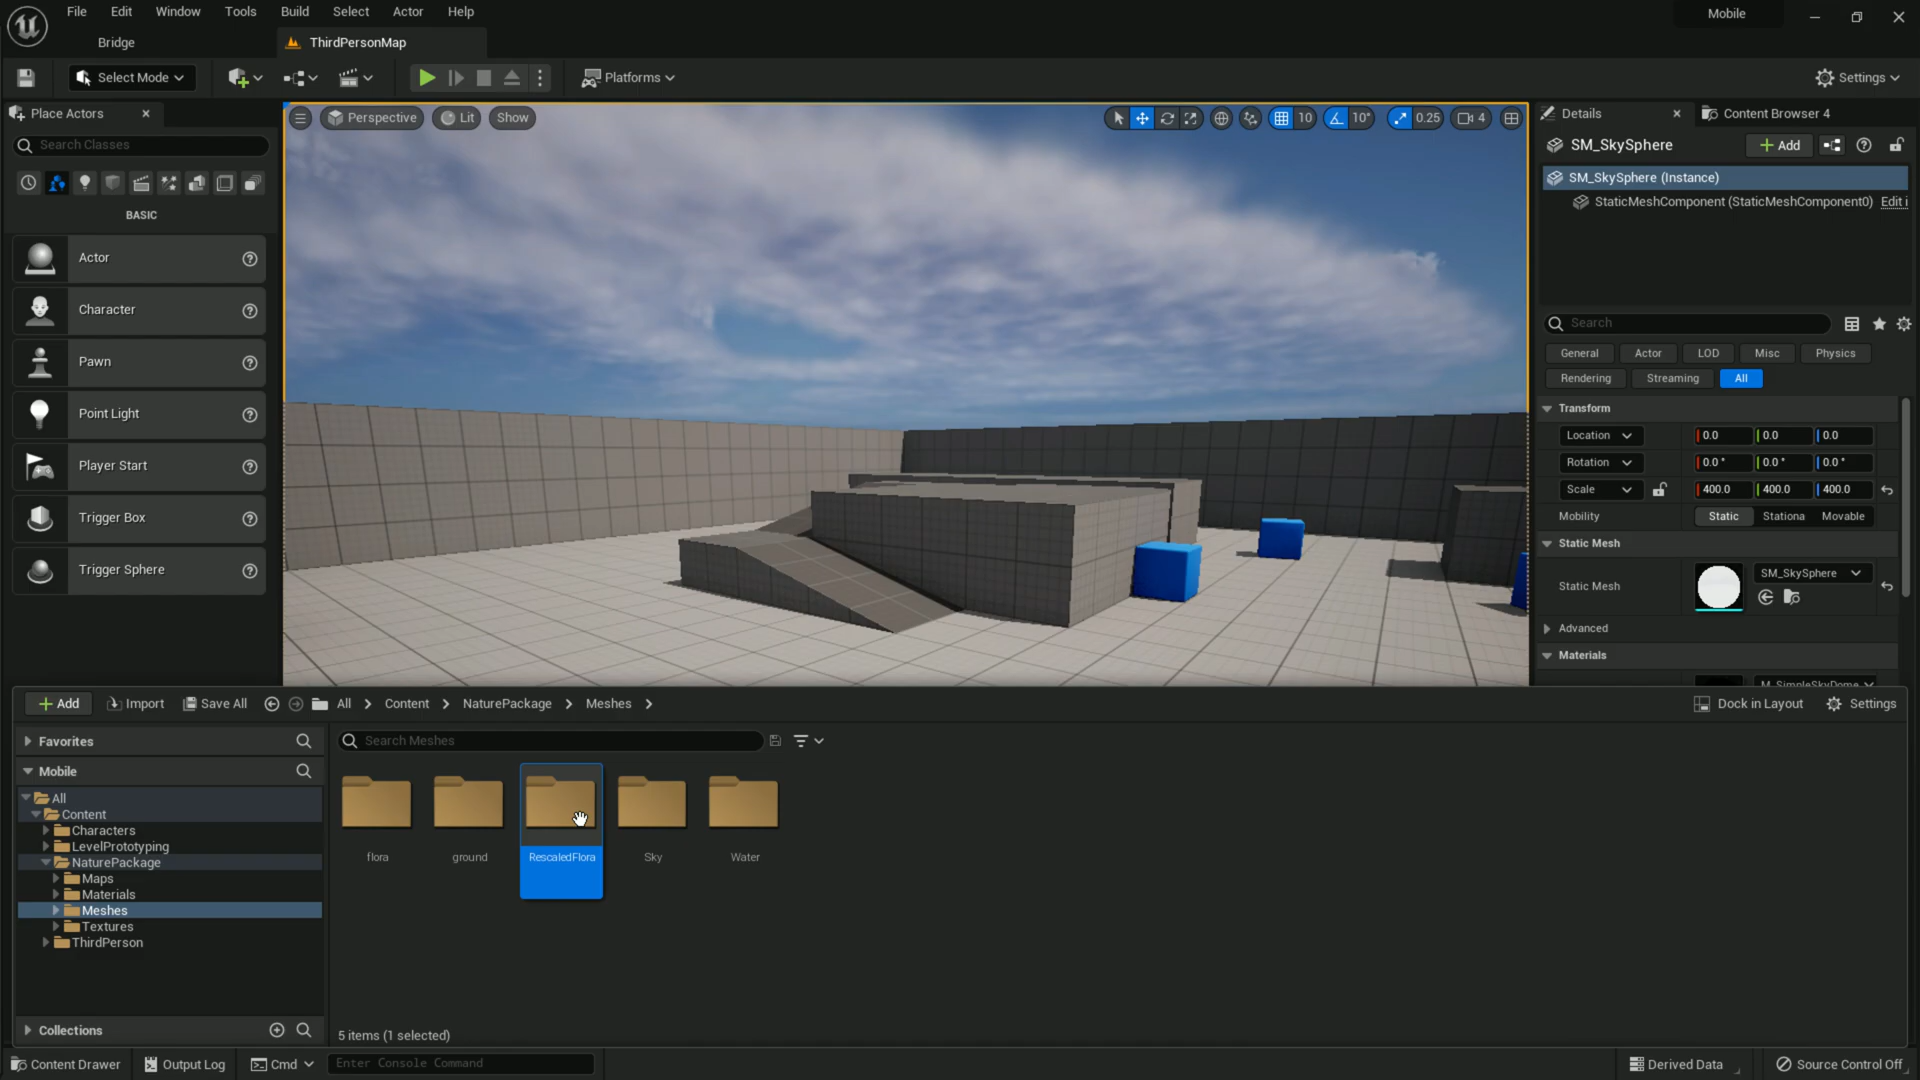 File Edit Window Tools Build Select Actor Help
Mobile
Bridge
ThirdPersonMap
Select Mode
Platforms
Settings
Place Actors
Search Classes
BASIC
Actor
Character
Pawn
Point Light
Player Start
Trigger Box
Trigger Sphere
Perspective
Lit
Show
10
10°
0.25
4
Details
Content Browser 4
SM_SkySphere
Add
SM_SkySphere (Instance)
StaticMeshComponent (StaticMeshComponent0) Edit i
Search
General Actor LOD Misc Physics
Rendering Streaming All
Transform
Location 0.0 0.0 0.0
Rotation 0.0 ° 0.0 ° 0.0 °
Scale 400.0 400.0 400.0
Mobility Static Stationa Movable
Static Mesh
Static Mesh SM_SkySphere
Advanced
Materials
M_SimpleSkyDome
Add Import Save All All Content NaturePackage Meshes
Dock in Layout Settings
Favorites
Mobile
All
Content
Characters
LevelPrototyping
NaturePackage
Maps
Materials
Meshes
Textures
ThirdPerson
Collections
Search Meshes
flora ground RescaledFlora Sky Water
5 items (1 selected)
Content Drawer Output Log Cmd Enter Console Command
Derived Data Source Control Off